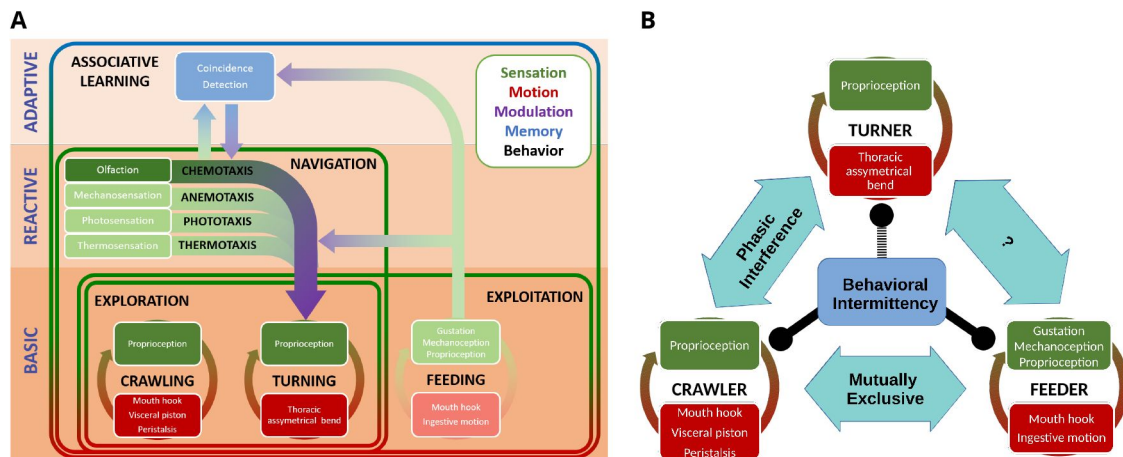 A
B
ADAPTIVE
ASSOCIATIVE
LEARNING
Coincidence
Detection
Sensation
Motion
Modulation
Memory
Behavior
REACTIVE
NAVIGATION
Olfaction
CHEMOTAXIS
Mechanosensation
ANEMOTAXIS
Photosensation
PHOTOTAXIS
Thermosensation
THERMOTAXIS
BASIC
EXPLORATION
EXPLOITATION
Proprioception
CRAWLING
Mouth hook
Visceral piston
Peristalsis
Proprioception
TURNING
Thoracic
assymetrical bend
Gustation
Mechanoception
Proprioception
FEEDING
Mouth hook
Ingestive motion
Proprioception
TURNER
Thoracic
assymetrical
bend
Phasic
Interference
?
Behavioral
Intermittency
Proprioception
CRAWLER
Mouth hook
Visceral piston
Peristalsis
Mutually
Exclusive
Gustation
Mechanoception
Proprioception
FEEDER
Mouth hook
Ingestive motion